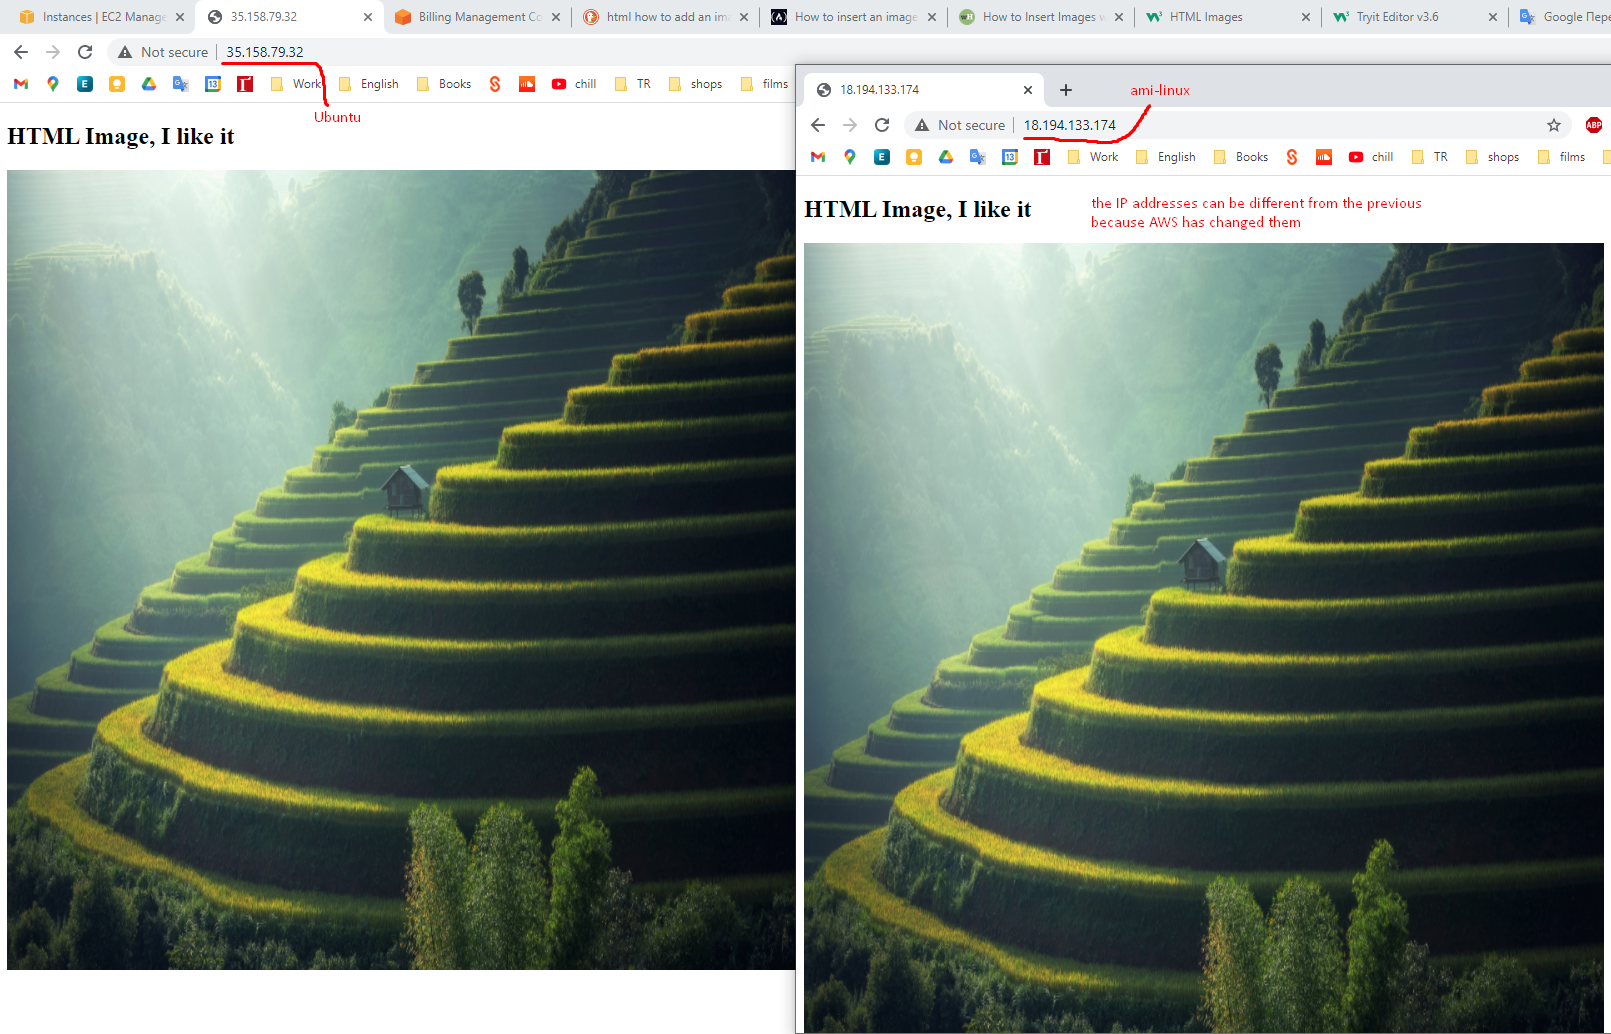 Instances | EC2 Manage
35.158.79.32
Billing Management Co
html how to add an ima
How to insert an image
How to Insert Images w
HTML Images
Tryit Editor v3.6
Google Пере
Not secure
35.158.79.32
Work
English
Books
chill
TR
shops
films
Ubuntu
HTML Image, I like it
18.194.133.174
ami-linux
Not secure
18.194.133.174
ABP
Work
English
Books
chill
TR
shops
films
HTML Image, I like it
the IP addresses can be different from the previous
because AWS has changed them